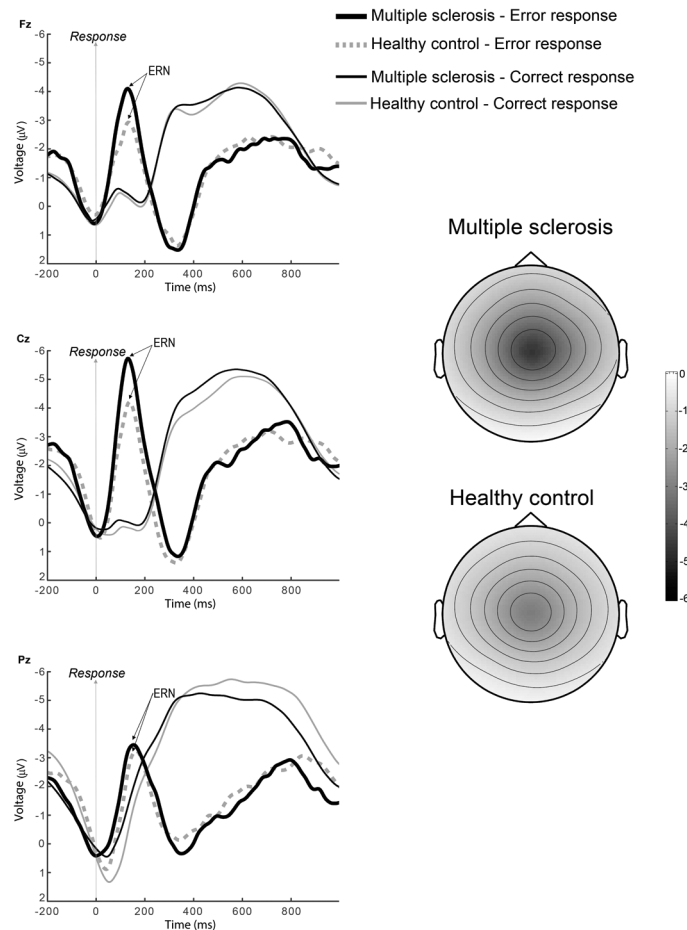 Multiple sclerosis - Error response
Healthy control - Error response
Multiple sclerosis - Correct response
Healthy control - Correct response
Fz
Response
ERN
Voltage (µV)
-6
-5
-4
-3
-2
-1
0
1
2
-200 0 200 400 600 800
Time (ms)
Cz
Response
ERN
Voltage (µV)
-6
-5
-4
-3
-2
-1
0
1
2
-200 0 200 400 600 800
Time (ms)
Pz
Response
ERN
Voltage (µV)
-6
-5
-4
-3
-2
-1
0
1
2
-200 0 200 400 600 800
Time (ms)
Multiple sclerosis
Healthy control
0
-1
-2
-3
-4
-5
-6